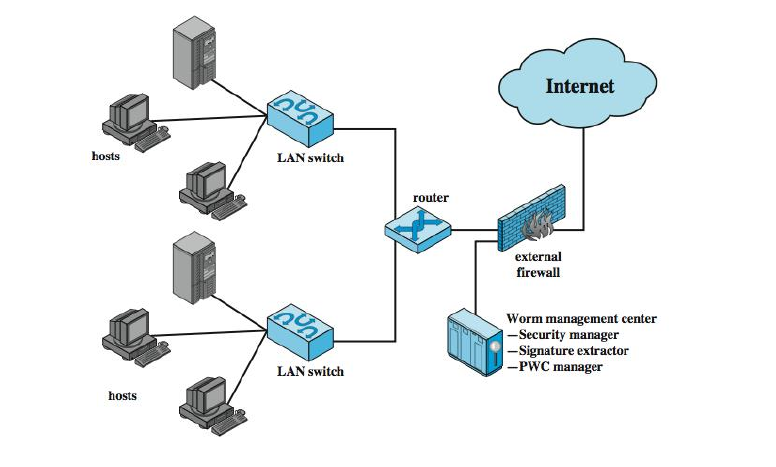 Internet
hosts
LAN switch
router
external
firewall
Worm management center
—Security manager
—Signature extractor
—PWC manager
LAN switch
hosts